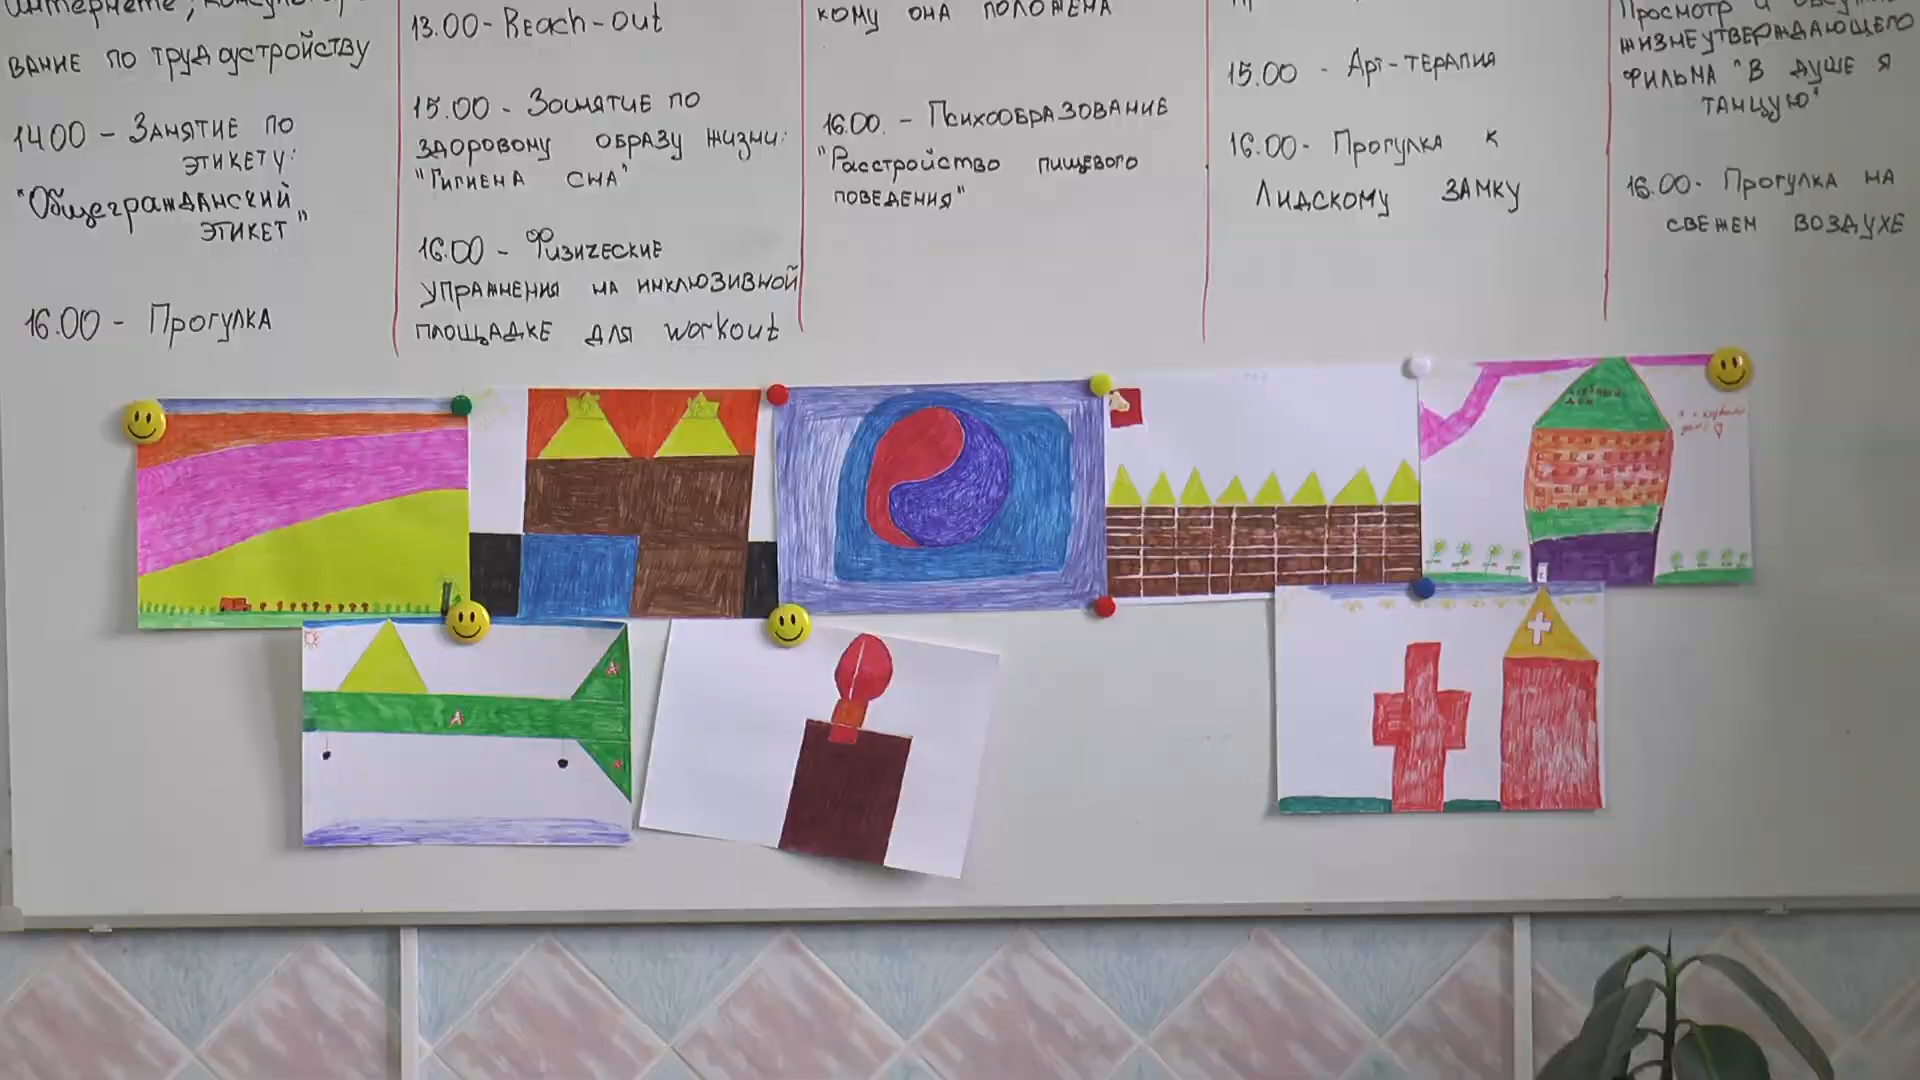 вание по трудоустройству
14 00 - Занятие по
этикету:
"Общегражданский
этикет"
16.00 - Прогулка
13.00 - Reach-out
15.00 - Зоинятие по
здоровому образу жизни:
"Гигиена сна"
16.00 - Физические
упражнения на инклюзивной
площадке для workout
кому она положена
16.00. - Психообразование
"Расстройство пищевого
поведения"
15.00 - Арт-терапия
16.00 - Прогулка к
Лидскому замку
Просмотр и
жизнеутверждающего
фильма "В душе я
танцую"
16.00 - Прогулка на
свежем воздухе